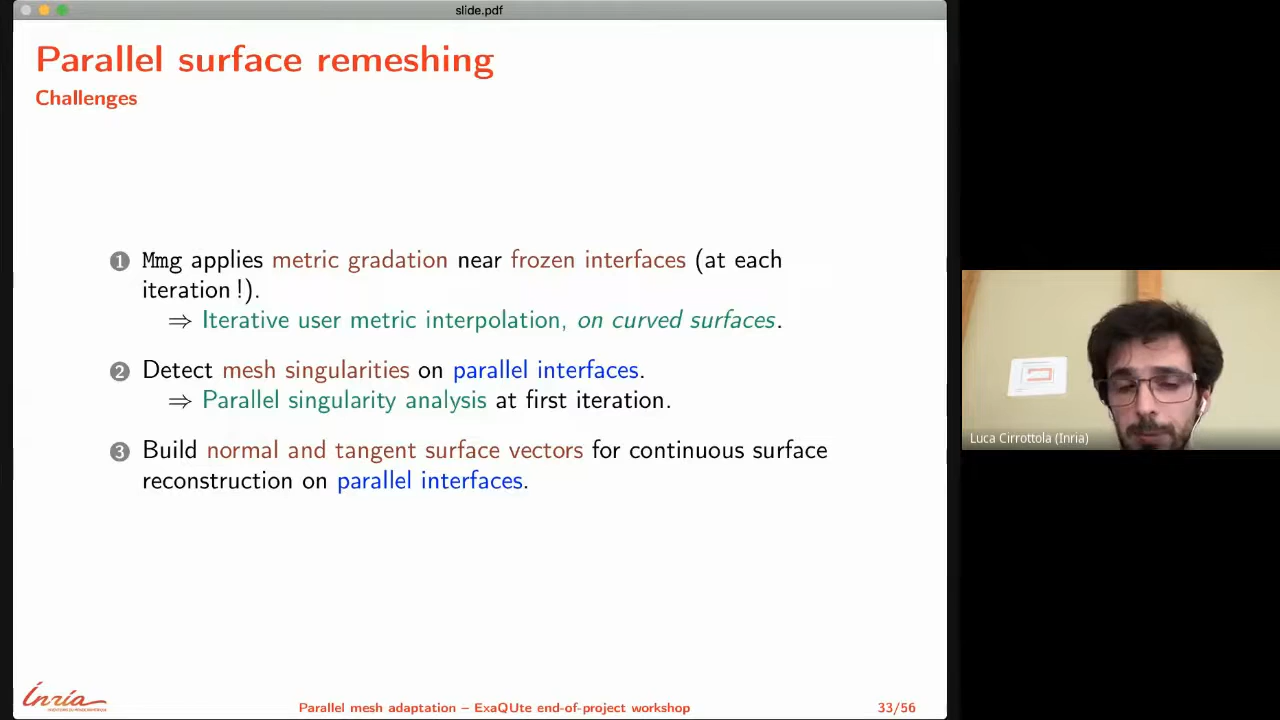 slide.pdf
Parallel surface remeshing
Challenges
1 Mmg applies metric gradation near frozen interfaces (at each
iteration !).
⇒ Iterative user metric interpolation, on curved surfaces.
2 Detect mesh singularities on parallel interfaces.
⇒ Parallel singularity analysis at first iteration.
3 Build normal and tangent surface vectors for continuous surface
reconstruction on parallel interfaces.
Luca Cirrottola (Inria)
Inria
Parallel mesh adaptation – ExaQUte end-of-project workshop
33/56